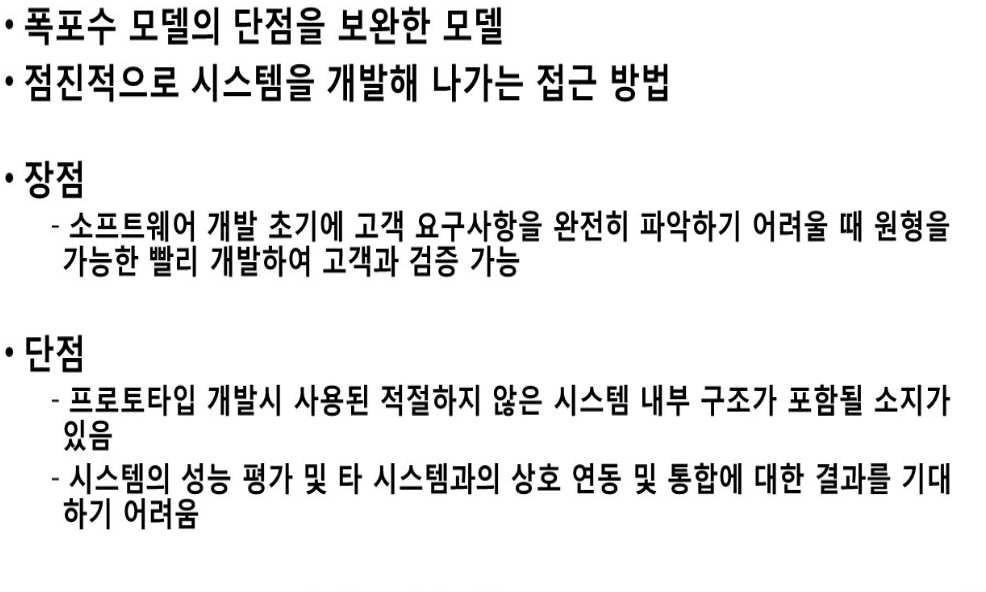 • 폭포수 모델의 단점을 보완한 모델
• 점진적으로 시스템을 개발해 나가는 접근 방법
• 장점
- 소프트웨어 개발 초기에 고객 요구사항을 완전히 파악하기 어려울 때 원형을
가능한 빨리 개발하여 고객과 검증 가능
• 단점
- 프로토타입 개발시 사용된 적절하지 않은 시스템 내부 구조가 포함될 소지가
있음
- 시스템의 성능 평가 및 타 시스템과의 상호 연동 및 통합에 대한 결과를 기대
하기 어려움